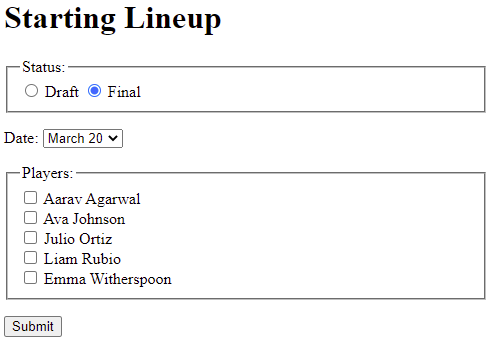 Starting Lineup
Status:
Draft Final
Date: March 20
Players:
Aarav Agarwal
Ava Johnson
Julio Ortiz
Liam Rubio
Emma Witherspoon
Submit